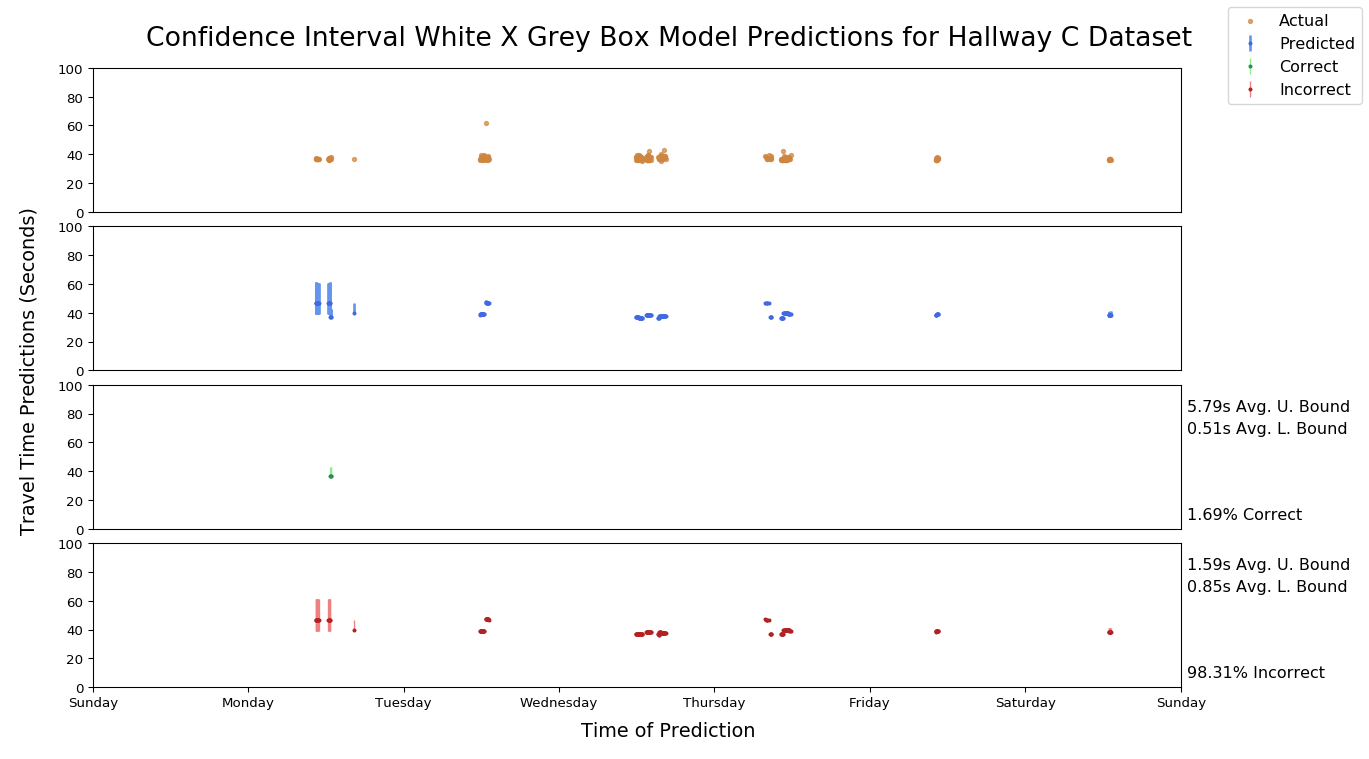 Confidence Interval White X Grey Box Model Predictions for Hallway C Dataset
Actual
Predicted
Correct
Incorrect
Travel Time Predictions (Seconds)
100
80
60
40
20
0
100
80
60
40
20
0
100
80
60
40
20
0
5.79s Avg. U. Bound
0.51s Avg. L. Bound
1.69% Correct
100
80
60
40
20
0
1.59s Avg. U. Bound
0.85s Avg. L. Bound
98.31% Incorrect
Sunday Monday Tuesday Wednesday Thursday Friday Saturday Sunday
Time of Prediction